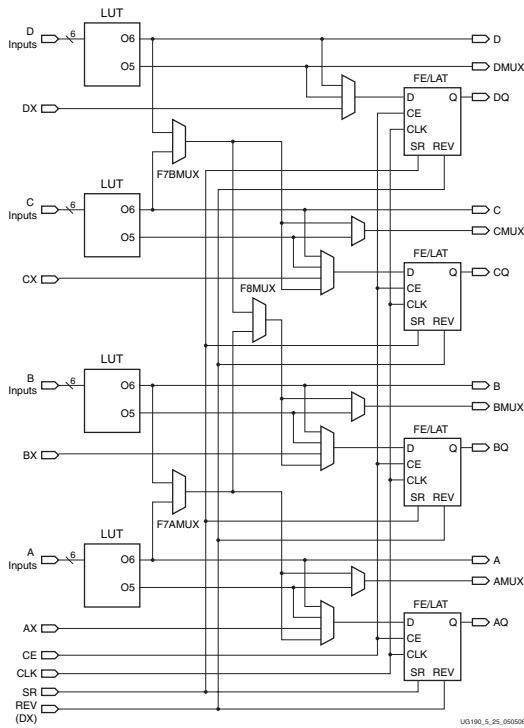 LUT
D
Inputs
6
O6
O5
D
DMUX
FE/LAT
DX
D
Q
DQ
CE
CLK
SR REV
F7BMUX
LUT
C
Inputs
6
O6
O5
C
CMUX
FE/LAT
CX
D
Q
CQ
F8MUX
CE
CLK
SR REV
LUT
B
Inputs
6
O6
O5
B
BMUX
FE/LAT
BX
D
Q
BQ
CE
CLK
SR REV
F7AMUX
LUT
A
Inputs
6
O6
O5
A
AMUX
FE/LAT
AX
D
Q
AQ
CE
CE
CLK
CLK
SR
SR REV
REV
(DX)
UG190_5_25_050506